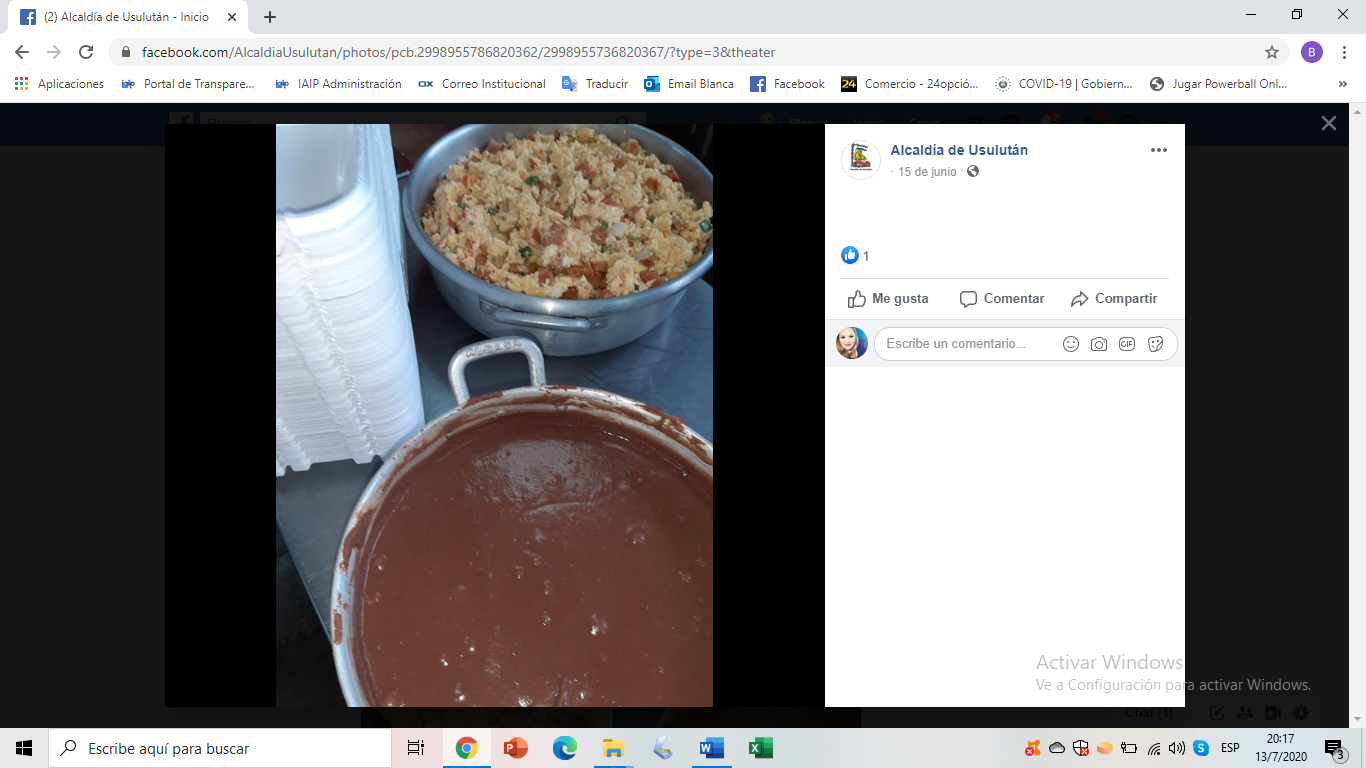 (2) Alcaldía de Usulután - Inicio
facebook.com/AlcaldiaUsulutan/photos/pcb.2998955786820362/2998955736820367/?type=3&theater
B
Aplicaciones
Portal de Transpare...
IAIP Administración
Correo Institucional
Traducir
Email Blanca
Facebook
24 Comercio - 24opció...
COVID-19 | Gobiern...
Jugar Powerball Onl...
»
Buscar
Alcaldía de Usulután
· 15 de junio ·
1
Me gusta
Comentar
Compartir
Escribe un comentario...
GIF
Activar Windows
Ve a Configuración para activar Windows.
Chat (1)
Escribe aquí para buscar
ESP
20:17
13/7/2020
3